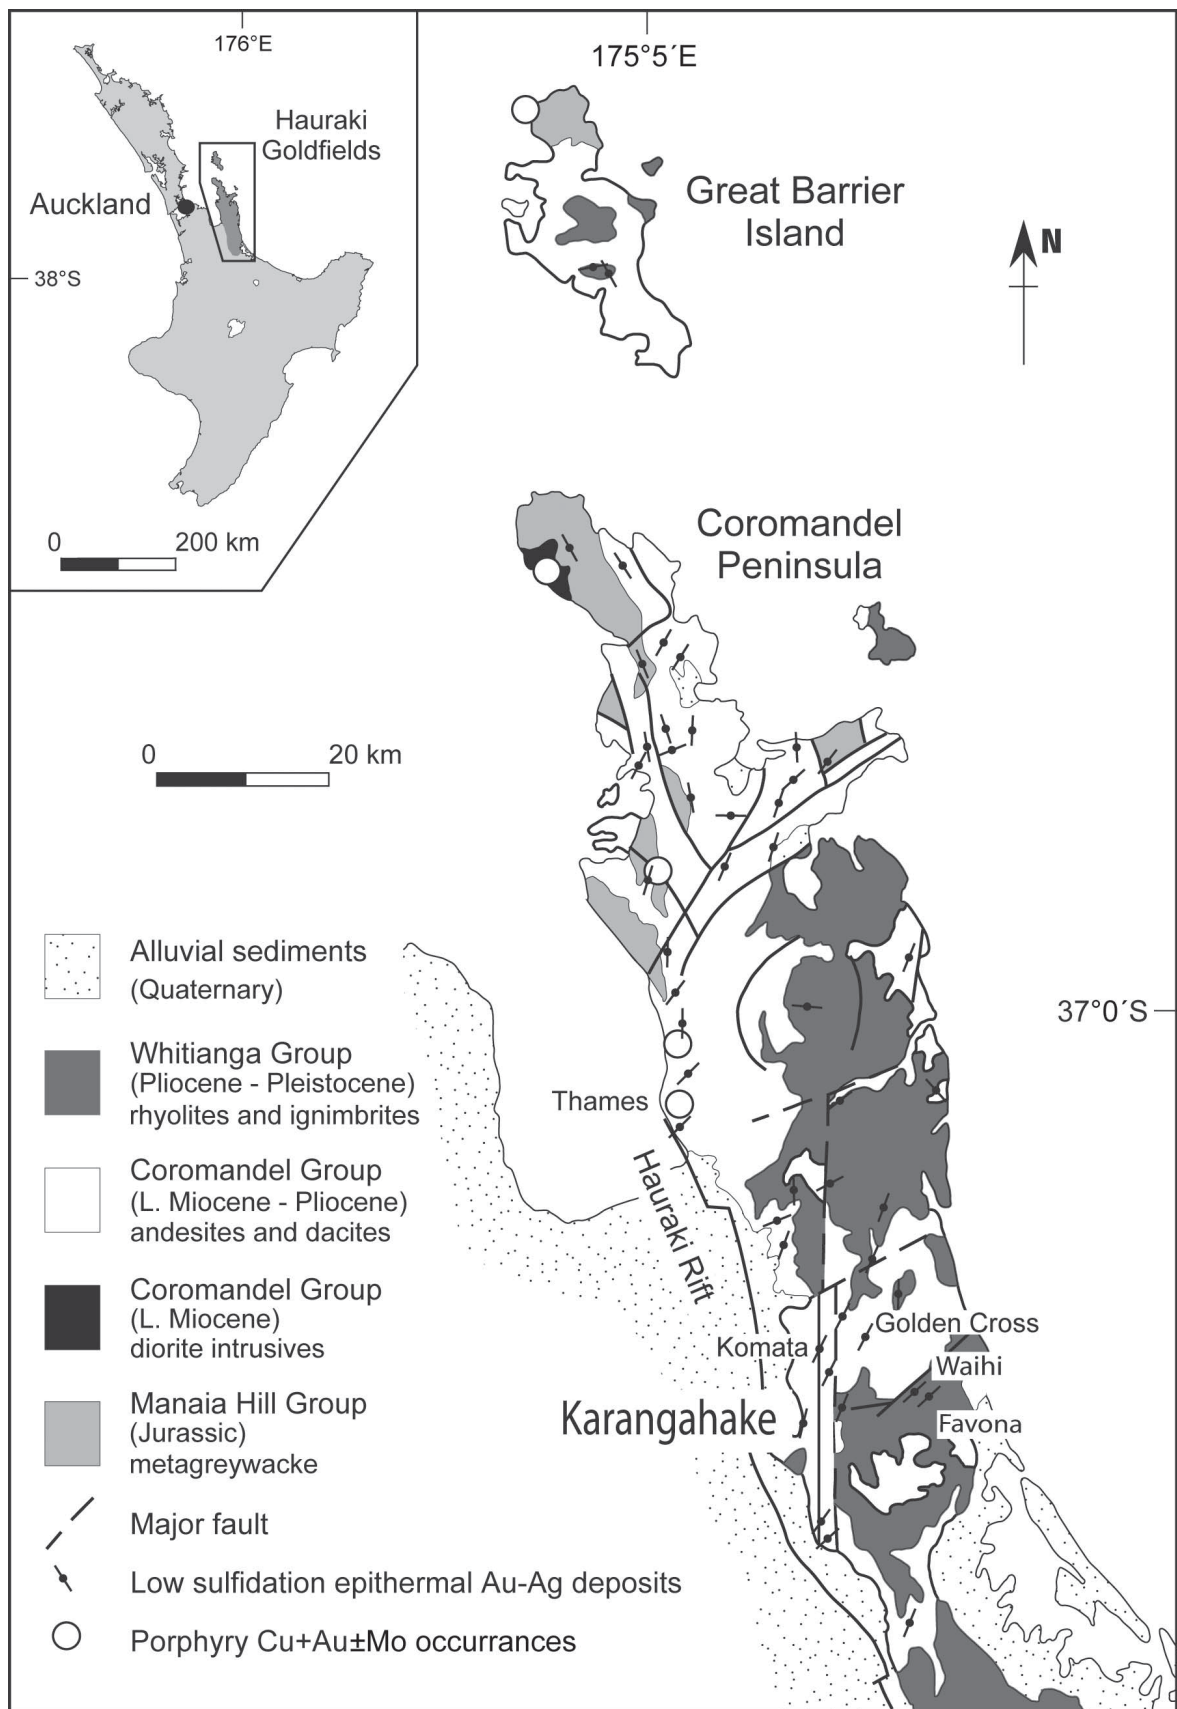 176°E
175°5´E
Hauraki
Goldfields
Auckland
38°S
0 200 km
Great Barrier
Island
N
Coromandel
Peninsula
0 20 km
37°0´S
Thames
Hauraki Rift
Golden Cross
Komata
Waihi
Karangahake
Favona
Alluvial sediments
(Quaternary)
Whitianga Group
(Pliocene - Pleistocene)
rhyolites and ignimbrites
Coromandel Group
(L. Miocene - Pliocene)
andesites and dacites
Coromandel Group
(L. Miocene)
diorite intrusives
Manaia Hill Group
(Jurassic)
metagreywacke
Major fault
Low sulfidation epithermal Au-Ag deposits
Porphyry Cu+Au±Mo occurrances